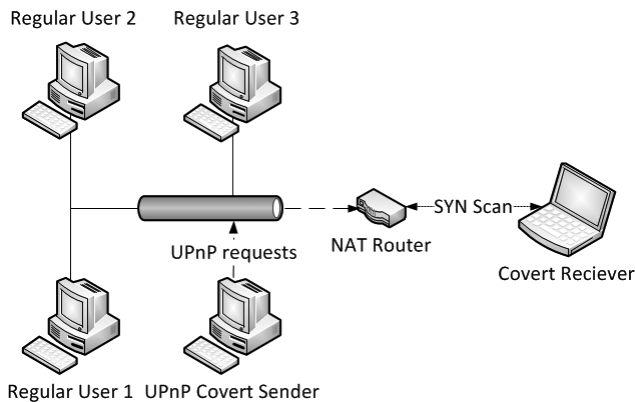 Regular User 2
Regular User 3
SYN Scan
UPnP requests
NAT Router
Covert Reciever
Regular User 1
UPnP Covert Sender